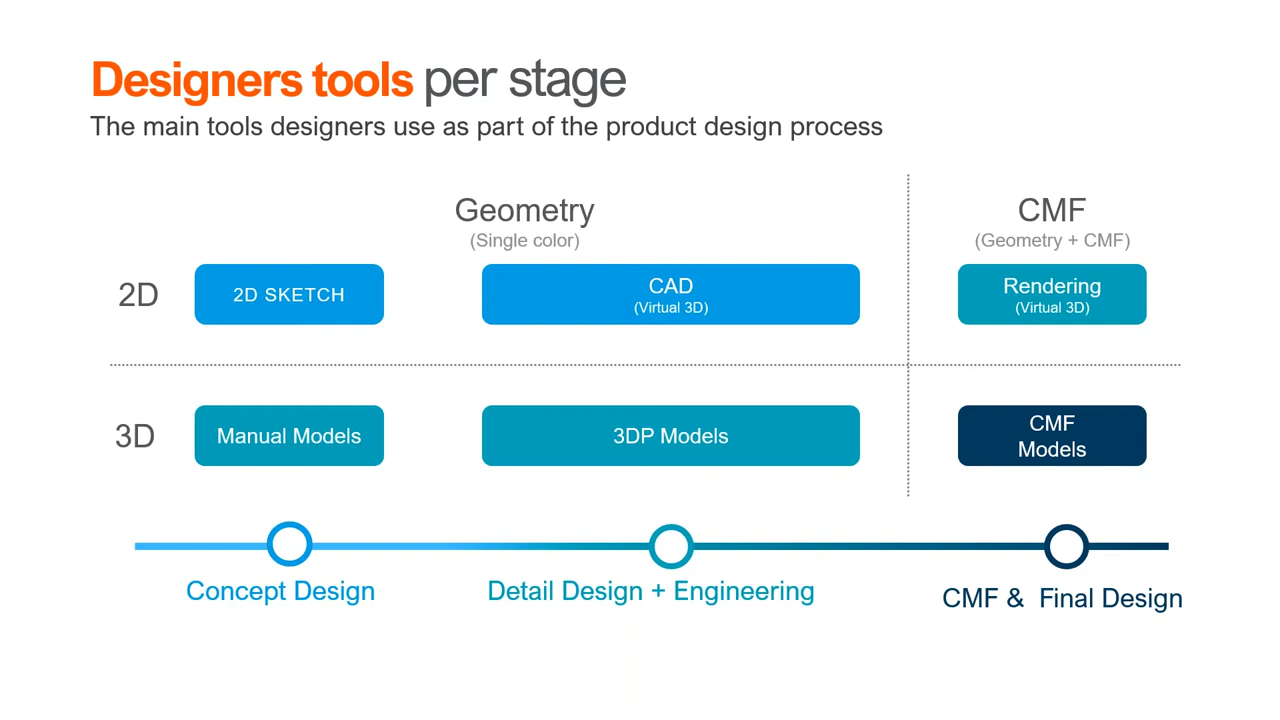 Designers tools per stage
The main tools designers use as part of the product design process
Geometry
(Single color)
CMF
(Geometry + CMF)
2D
2D SKETCH
CAD
(Virtual 3D)
Rendering
(Virtual 3D)
3D
Manual Models
3DP Models
CMF
Models
Concept Design
Detail Design + Engineering
CMF & Final Design